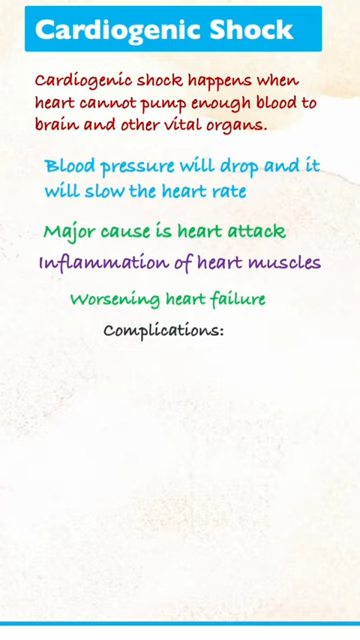 Cardiogenic Shock
Cardiogenic shock happens when
heart cannot pump enough blood to
brain and other vital organs.
Blood pressure will drop and it
will slow the heart rate
Major cause is heart attack
Inflammation of heart muscles
Worsening heart failure
Complications: